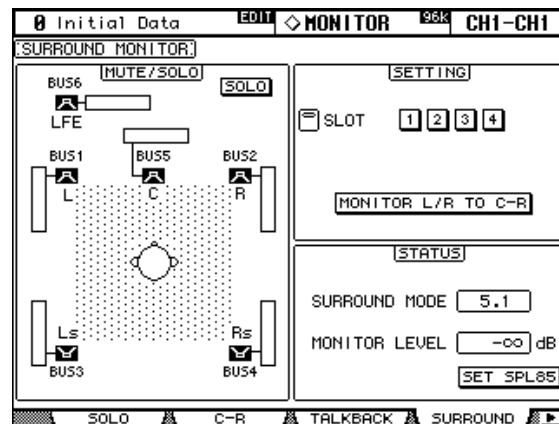 0 Initial Data EDIT ◇MONITOR 96k CH1-CH1
SURROUND MONITOR
MUTE/SOLO
SOLO
BUS6
LFE
BUS1 BUS5 BUS2
L C R
Ls Rs
BUS3 BUS4
SETTING
SLOT 1 2 3 4
MONITOR L/R TO C-R
STATUS
SURROUND MODE 5.1
MONITOR LEVEL -∞ dB
SET SPL85
SOLO C-R TALKBACK SURROUND